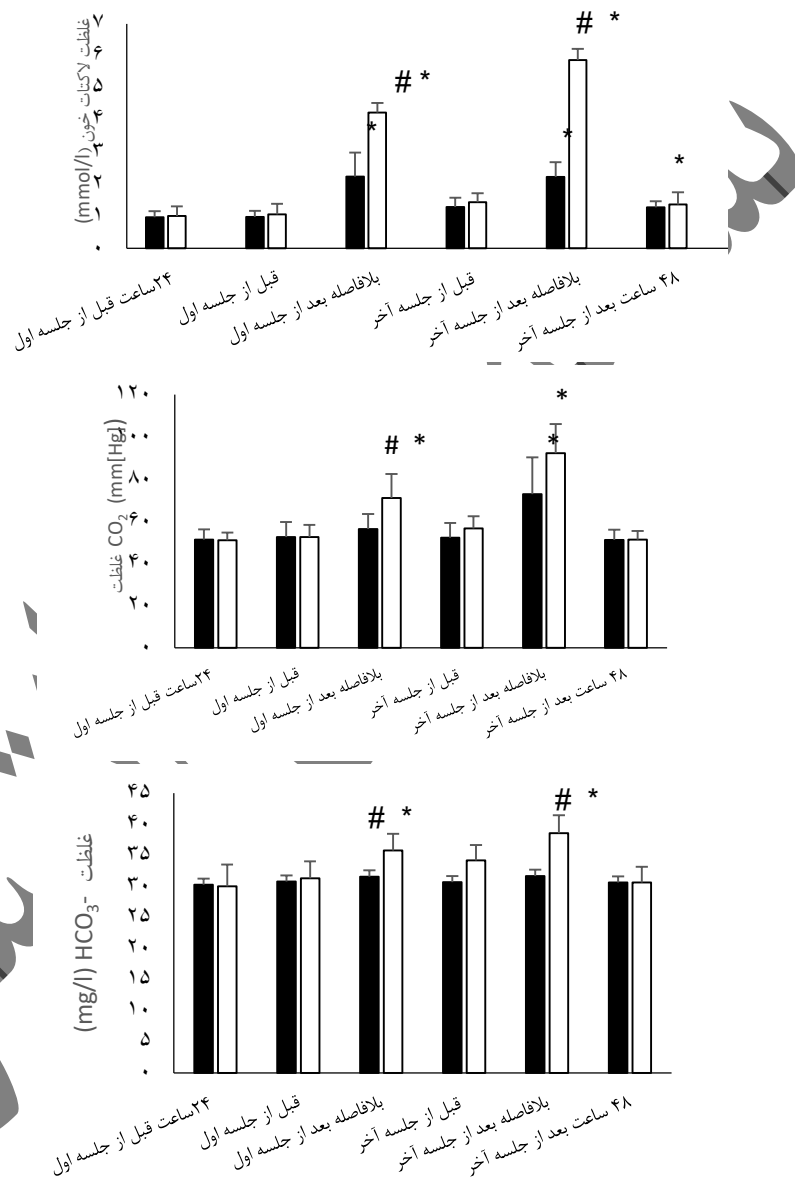 غلظت لاکتات خون (mmol/l)
۷
۶
۵
۴
۳
۲
۱
۰
# *
*
# *
*
*
۲۴ساعت قبل از جلسه اول
قبل از جلسه اول
بلافاصله بعد از جلسه اول
قبل از جلسه آخر
بلافاصله بعد از جلسه آخر
۴۸ ساعت بعد از جلسه آخر
غلظت CO₂ (mm[Hg])
۱۲۰
۸۰
۶۰
۴۰
۲۰
۰
# *
*
*
۲۴ساعت قبل از جلسه اول
قبل از جلسه اول
بلافاصله بعد از جلسه اول
قبل از جلسه آخر
بلافاصله بعد از جلسه آخر
۴۸ ساعت بعد از جلسه آخر
غلظت HCO₃-
(mg/l)
۴۵
۴۰
۳۵
۳۰
۲۵
۲۰
۱۵
۱۰
۵
۰
# *
# *
۲۴ساعت قبل از جلسه اول
قبل از جلسه اول
بلافاصله بعد از جلسه اول
قبل از جلسه آخر
بلافاصله بعد از جلسه آخر
۴۸ ساعت بعد از جلسه آخر